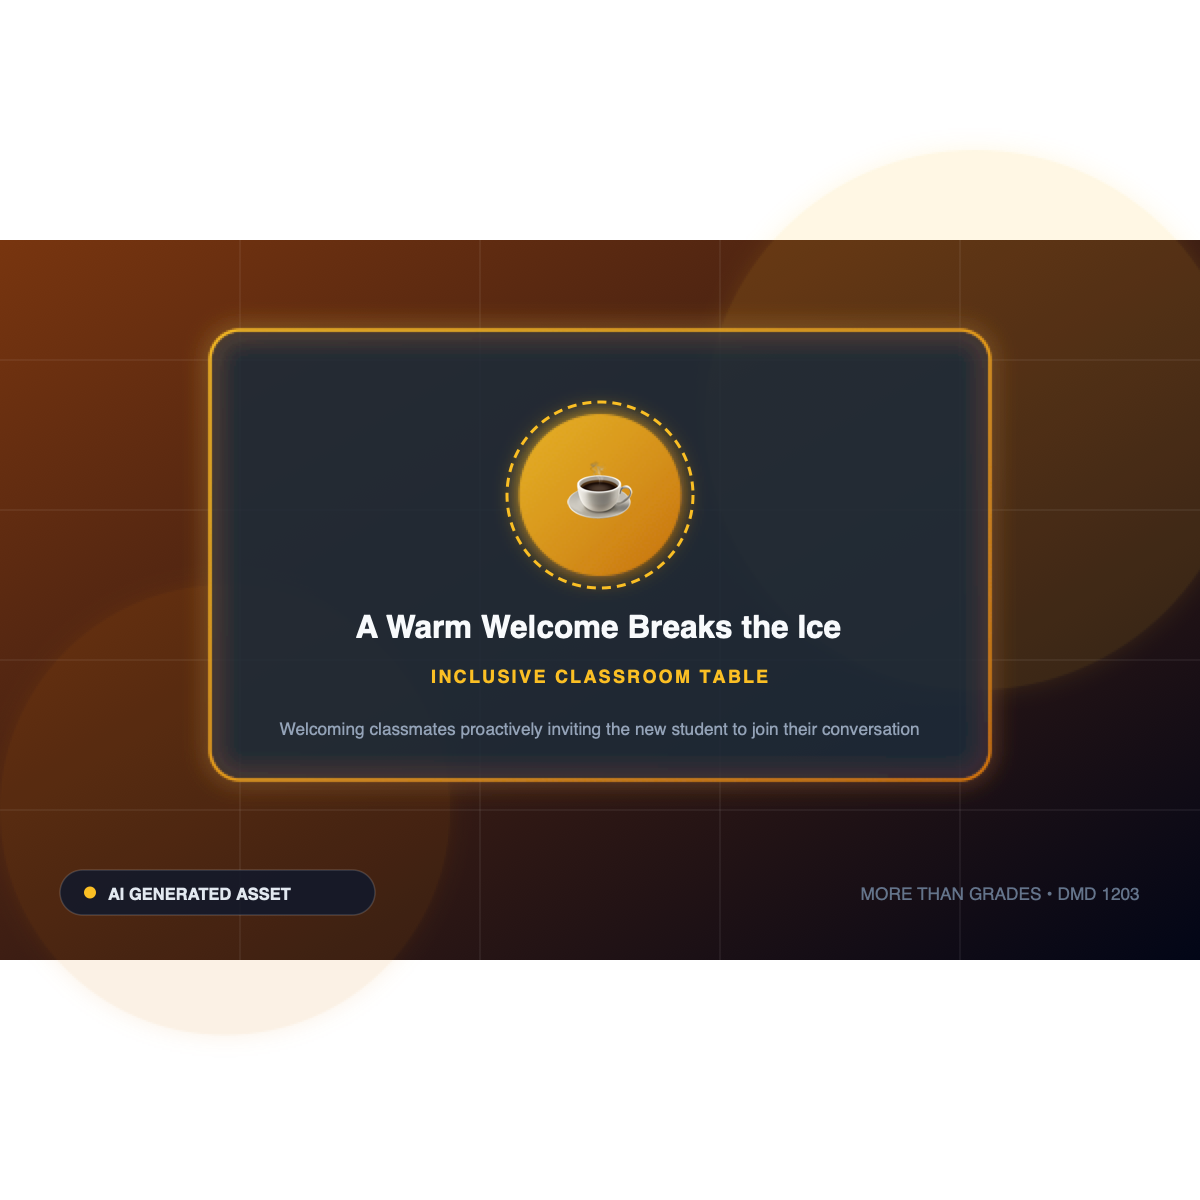 A Warm Welcome Breaks the Ice
INCLUSIVE CLASSROOM TABLE
Welcoming classmates proactively inviting the new student to join their conversation
AI GENERATED ASSET
MORE THAN GRADES • DMD 1203